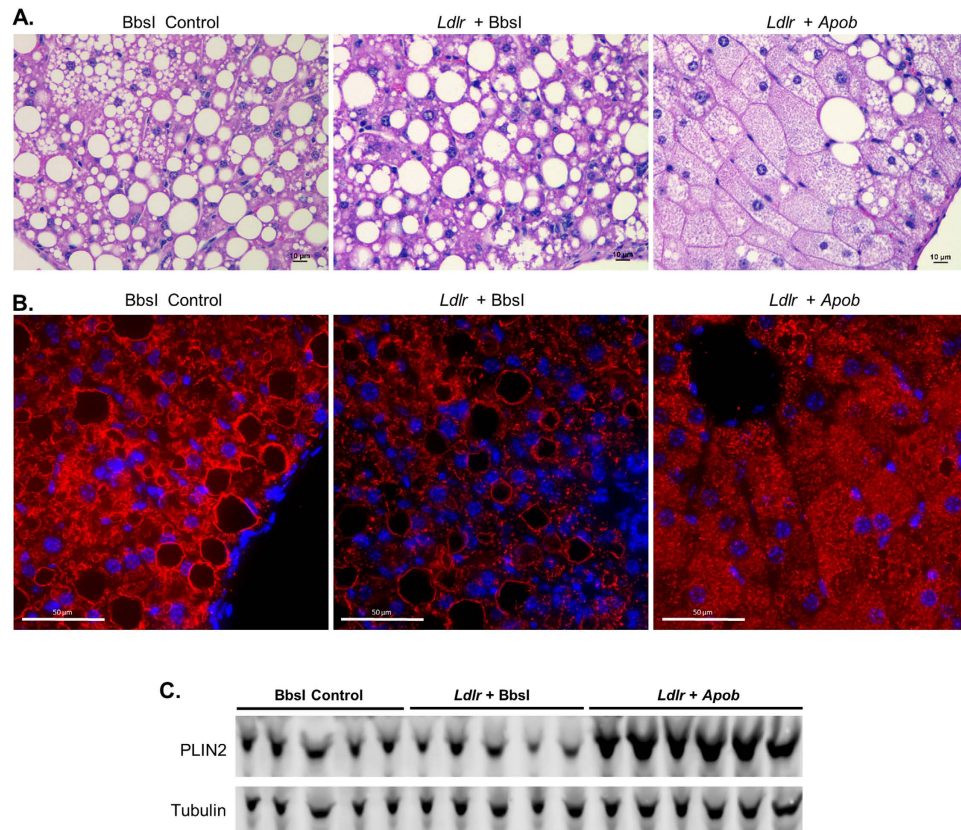 A.
BbsI Control
Ldlr + BbsI
Ldlr + Apob
10 µm
10 µm
10 µm
B.
BbsI Control
Ldlr + BbsI
Ldlr + Apob
50 µm
50 µm
50 µm
C.
BbsI Control
Ldlr + BbsI
Ldlr + Apob
PLIN2
Tubulin